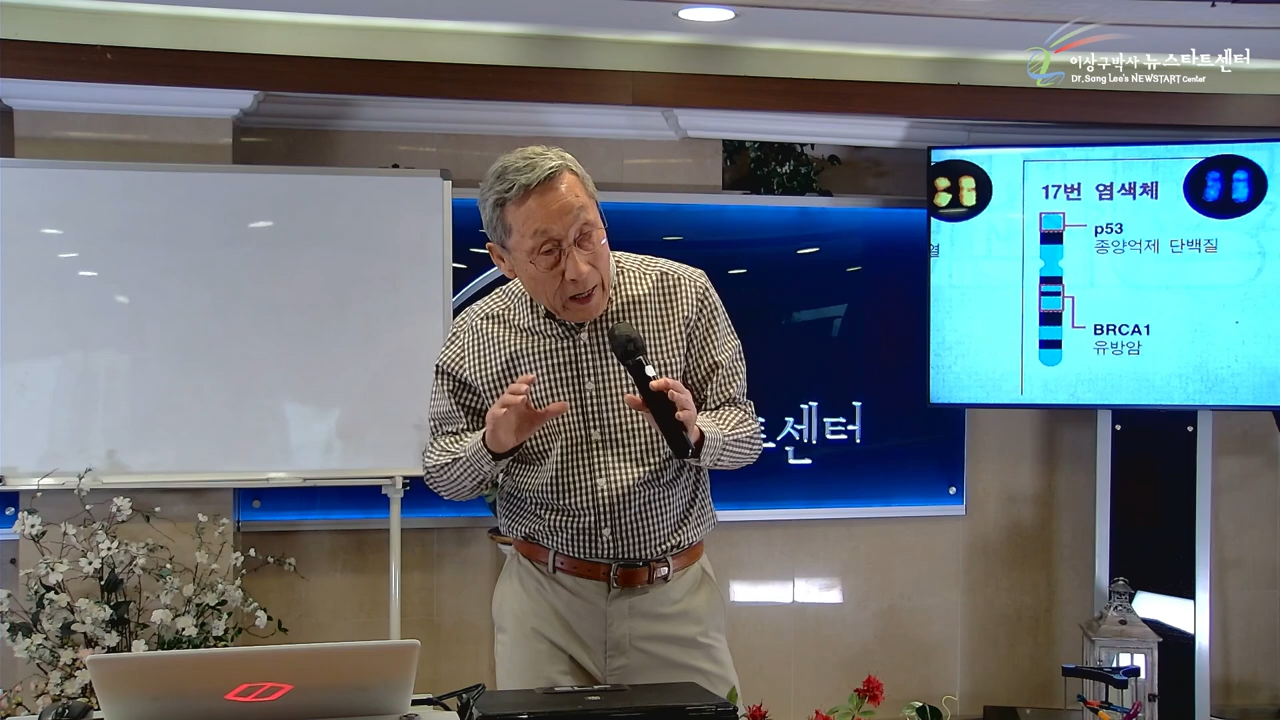 이상구박사 뉴스타트센터
Dr. Sang Lee's NEWSTART Center
17번 염색체
p53
종양억제 단백질
BRCA1
유방암
센터